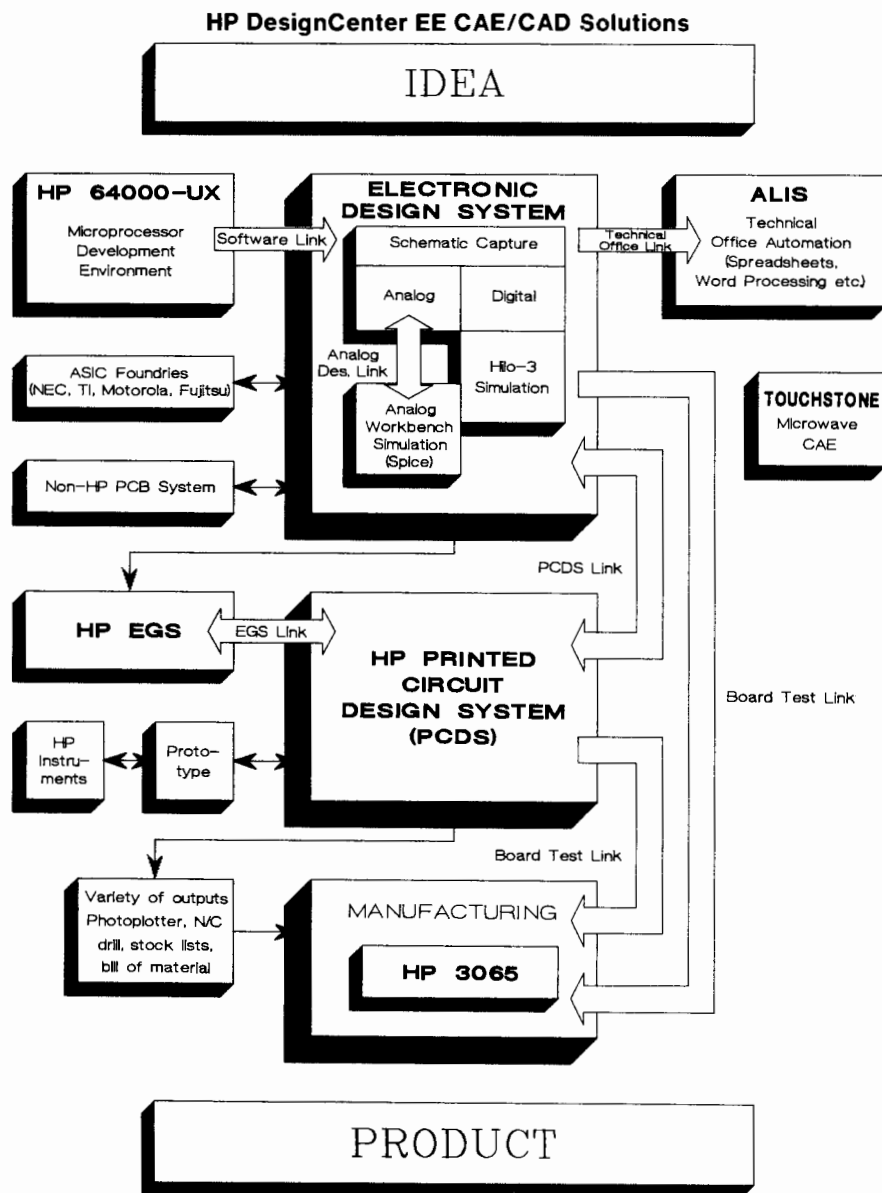 HP DesignCenter EE CAE/CAD Solutions
IDEA
HP 64000-UX
Microprocessor
Development
Environment
Software Link
ELECTRONIC
DESIGN SYSTEM
Schematic Capture
Analog
Digital
Analog
Des. Link
Hilo-3
Simulation
Analog
Workbench
Simulation
(Spice)
Technical
Office Link
ALIS
Technical
Office Automation
(Spreadsheets,
Word Processing etc.)
ASIC Foundries
(NEC, TI, Motorola, Fujitsu)
TOUCHSTONE
Microwave
CAE
Non-HP PCB System
PCDS Link
HP EGS
EGS Link
HP PRINTED
CIRCUIT
DESIGN SYSTEM
(PCDS)
Board Test Link
HP
Instru-
ments
Proto-
type
Board Test Link
Variety of outputs
Photoplotter, N/C
drill, stock lists,
bill of material
MANUFACTURING
HP 3065
PRODUCT